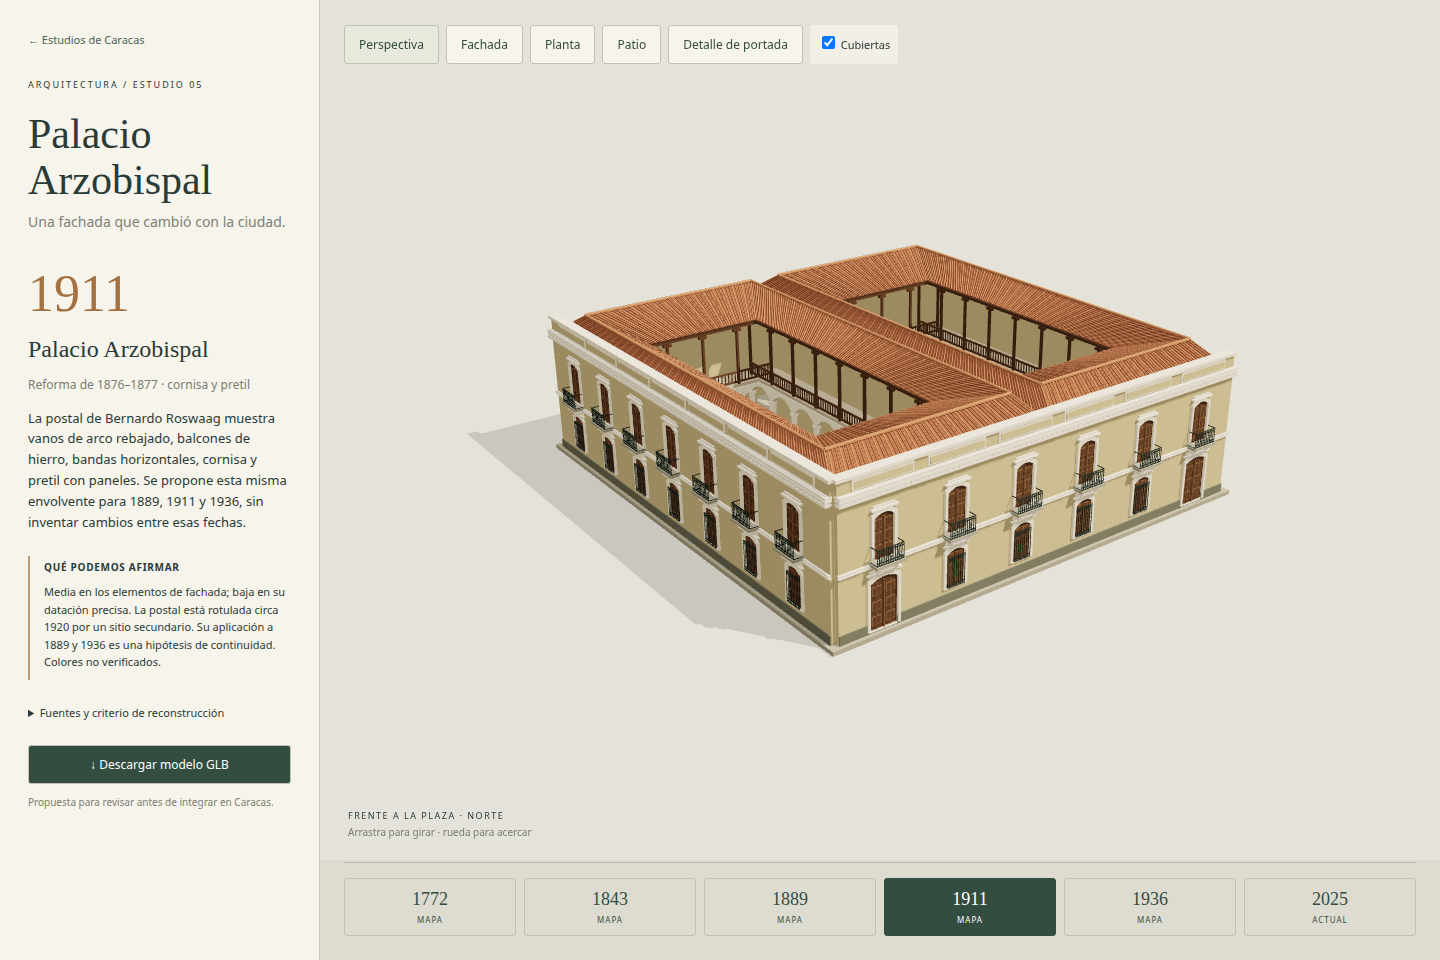 ← Estudios de Caracas
ARQUITECTURA / ESTUDIO 05
Palacio
Arzobispal
Una fachada que cambió con la ciudad.
1911
Palacio Arzobispal
Reforma de 1876–1877 · cornisa y pretil
La postal de Bernardo Roswaag muestra
vanos de arco rebajado, balcones de
hierro, bandas horizontales, cornisa y
pretil con paneles. Se propone esta misma
envolvente para 1889, 1911 y 1936, sin
inventar cambios entre esas fechas.
QUÉ PODEMOS AFIRMAR
Media en los elementos de fachada; baja en su
datación precisa. La postal está rotulada circa
1920 por un sitio secundario. Su aplicación a
1889 y 1936 es una hipótesis de continuidad.
Colores no verificados.
▶ Fuentes y criterio de reconstrucción
↓ Descargar modelo GLB
Propuesta para revisar antes de integrar en Caracas.
Perspectiva
Fachada
Planta
Patio
Detalle de portada
Cubiertas
FRENTE A LA PLAZA · NORTE
Arrastra para girar · rueda para acercar
1772
MAPA
1843
MAPA
1889
MAPA
1911
MAPA
1936
MAPA
2025
ACTUAL